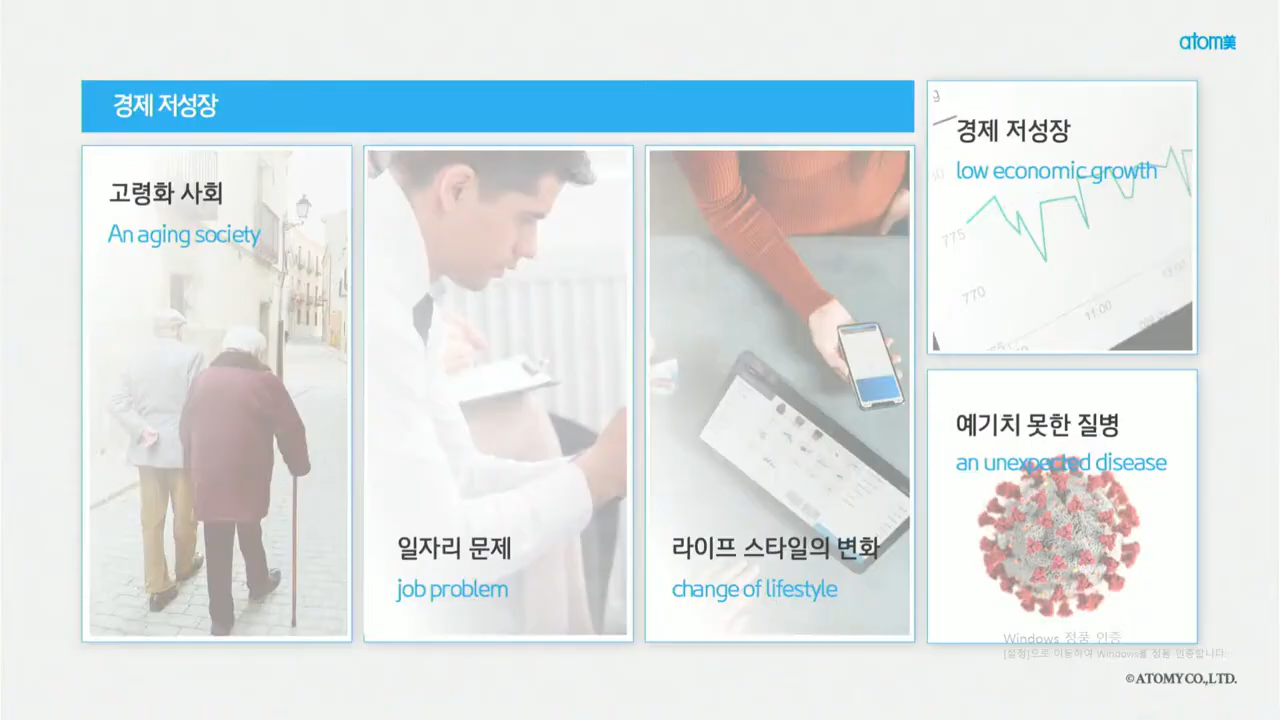 atom美
경제 저성장
고령화 사회
An aging society
일자리 문제
job problem
라이프 스타일의 변화
change of lifestyle
경제 저성장
low economic growth
775
770
11:00
예기치 못한 질병
an unexpected disease
Windows 정품 인증
[설정]으로 이동하여 Windows를 정품 인증합니다.
©ATOMY CO.,LTD.